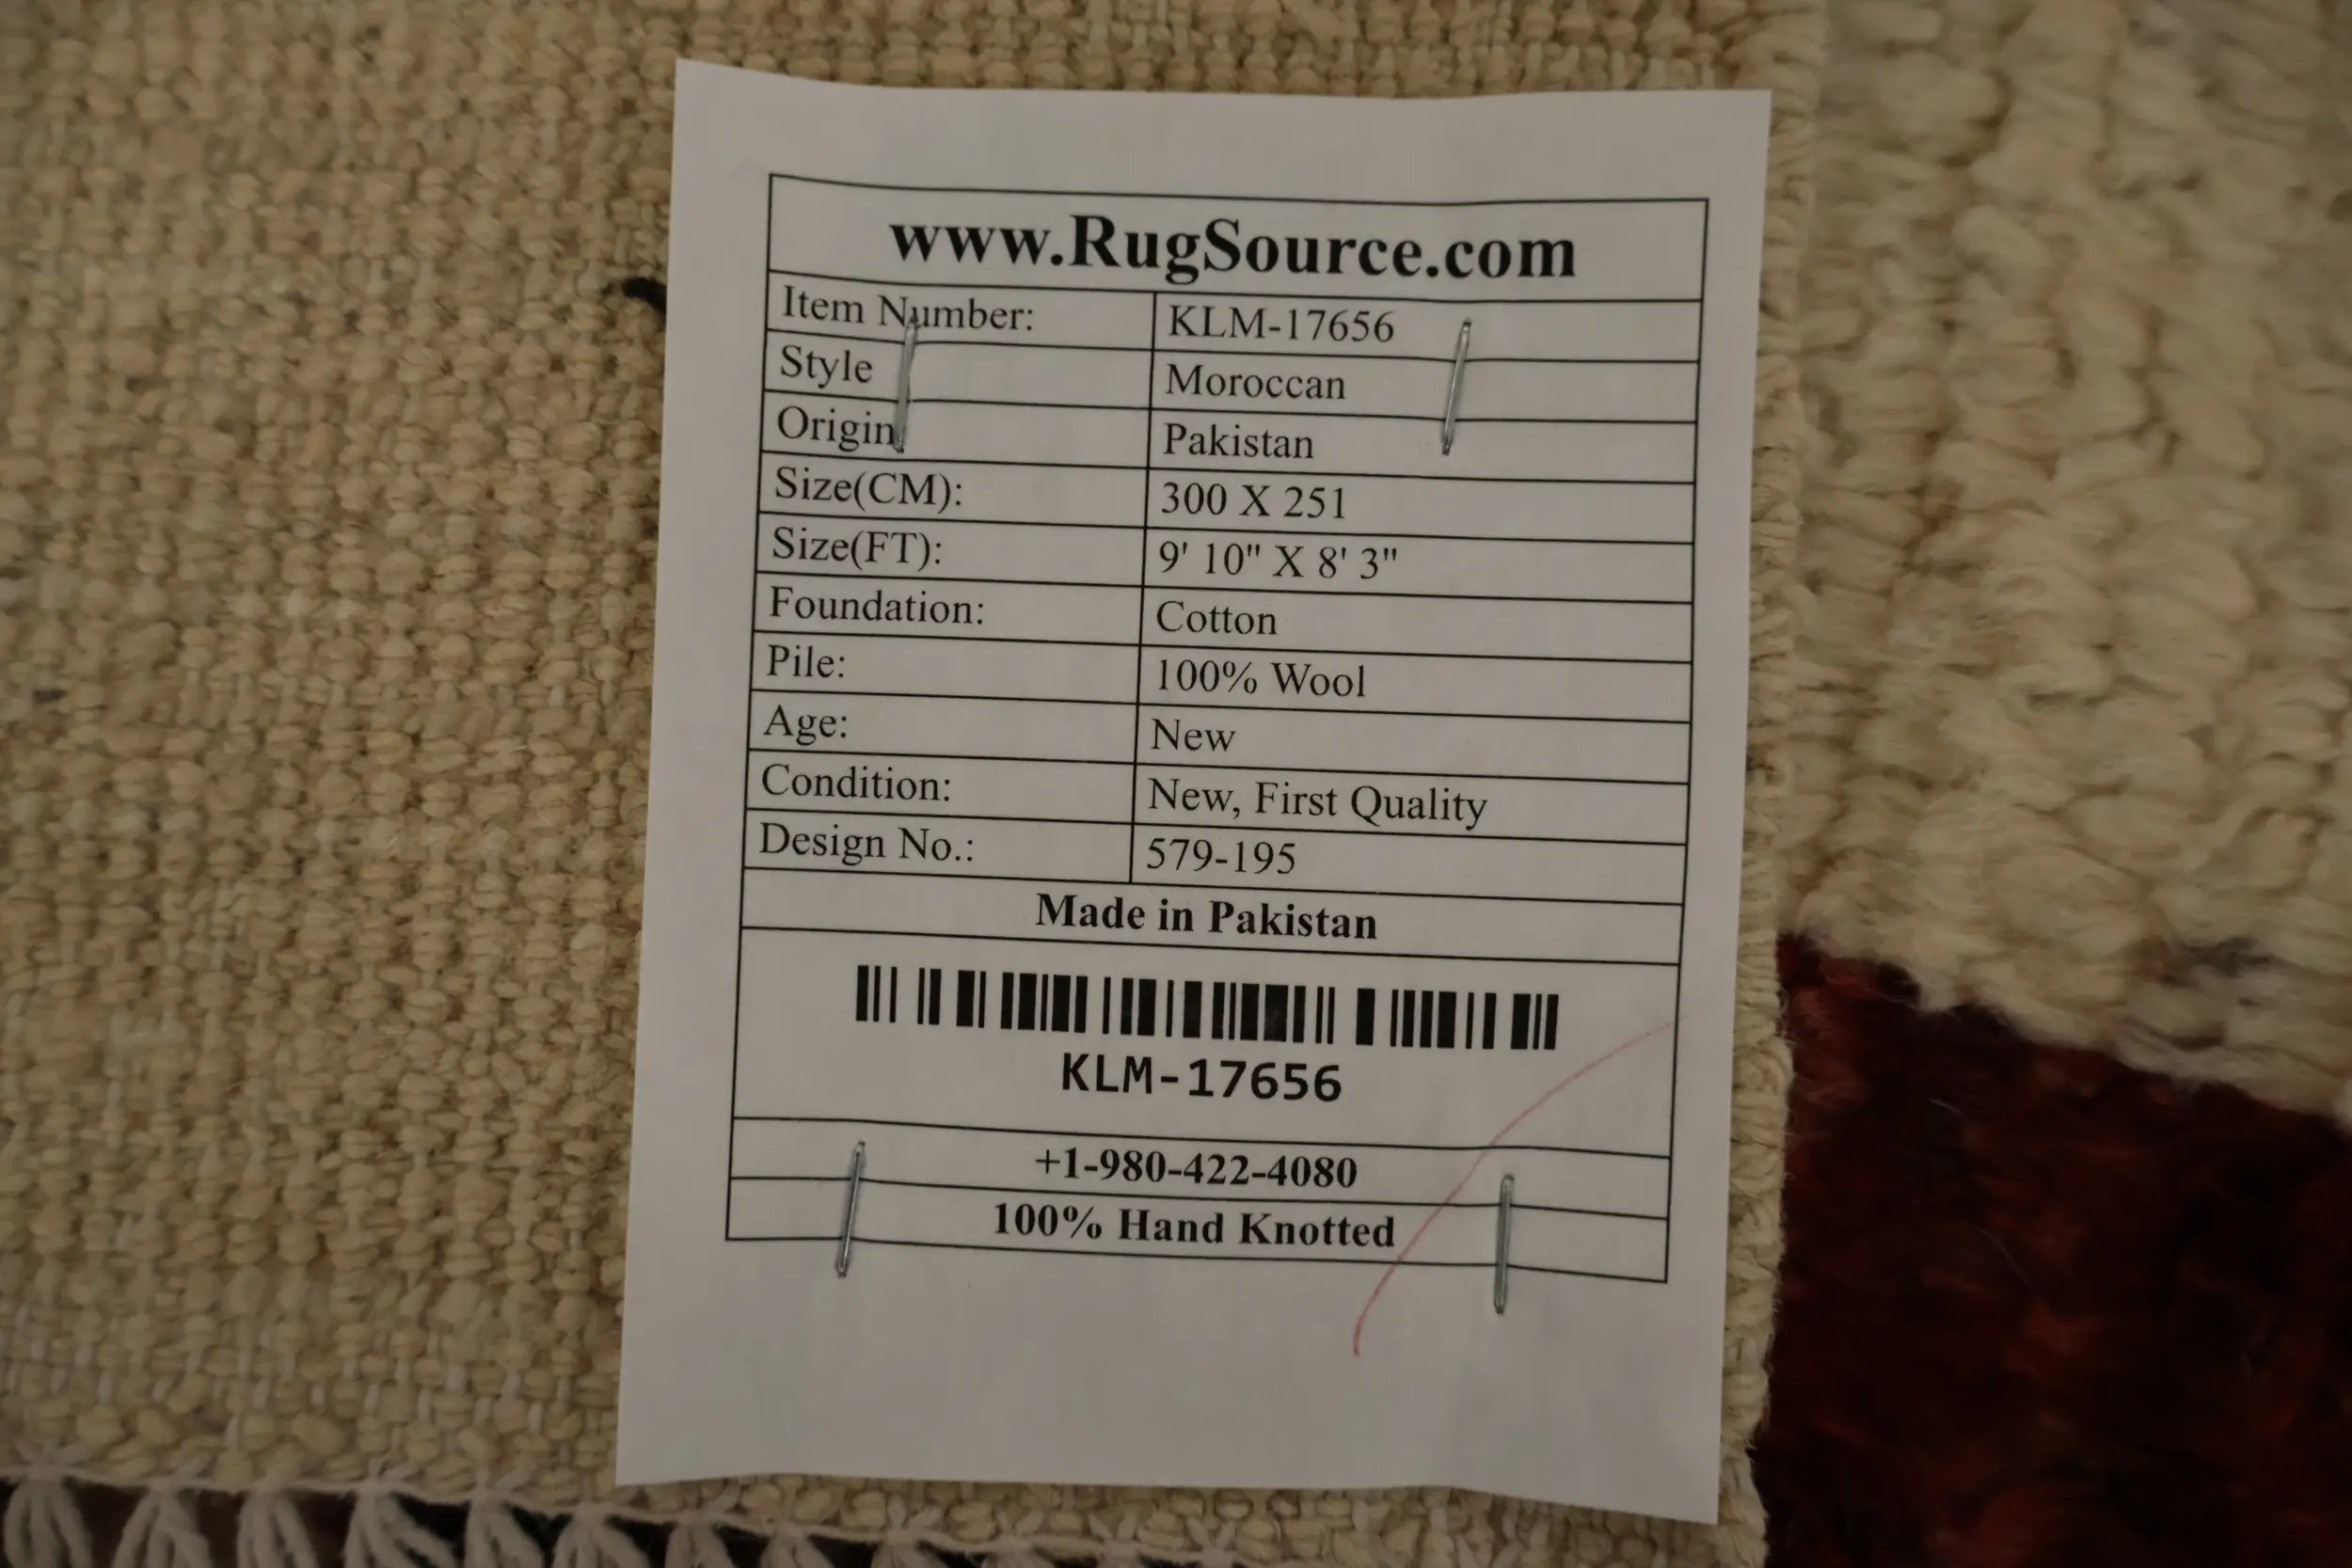 www.RugSource.com
Item Number: KLM-17656
Style Moroccan
Origin Pakistan
Size(CM): 300 X 251
Size(FT): 9' 10" X 8' 3"
Foundation: Cotton
Pile: 100% Wool
Age: New
Condition: New, First Quality
Design No.: 579-195
Made in Pakistan
KLM-17656
+1-980-422-4080
100% Hand Knotted